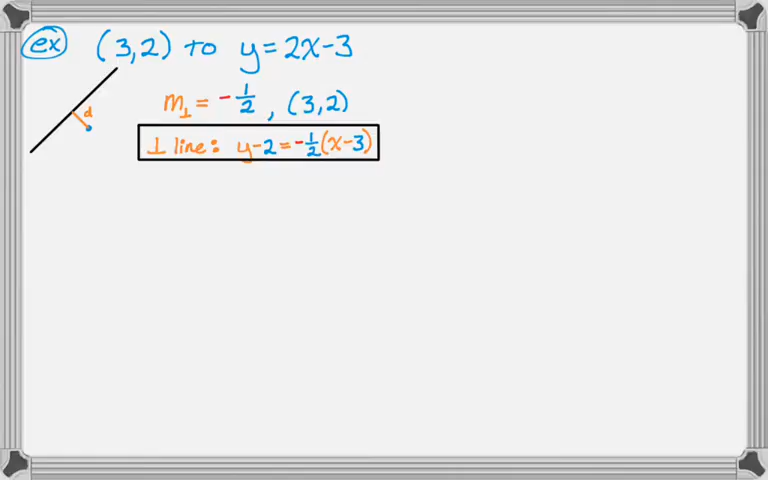 ex (3,2) to y=2x-3
d
m⊥ = -1/2, (3,2)
⊥ line: y-2=-1/2(x-3)